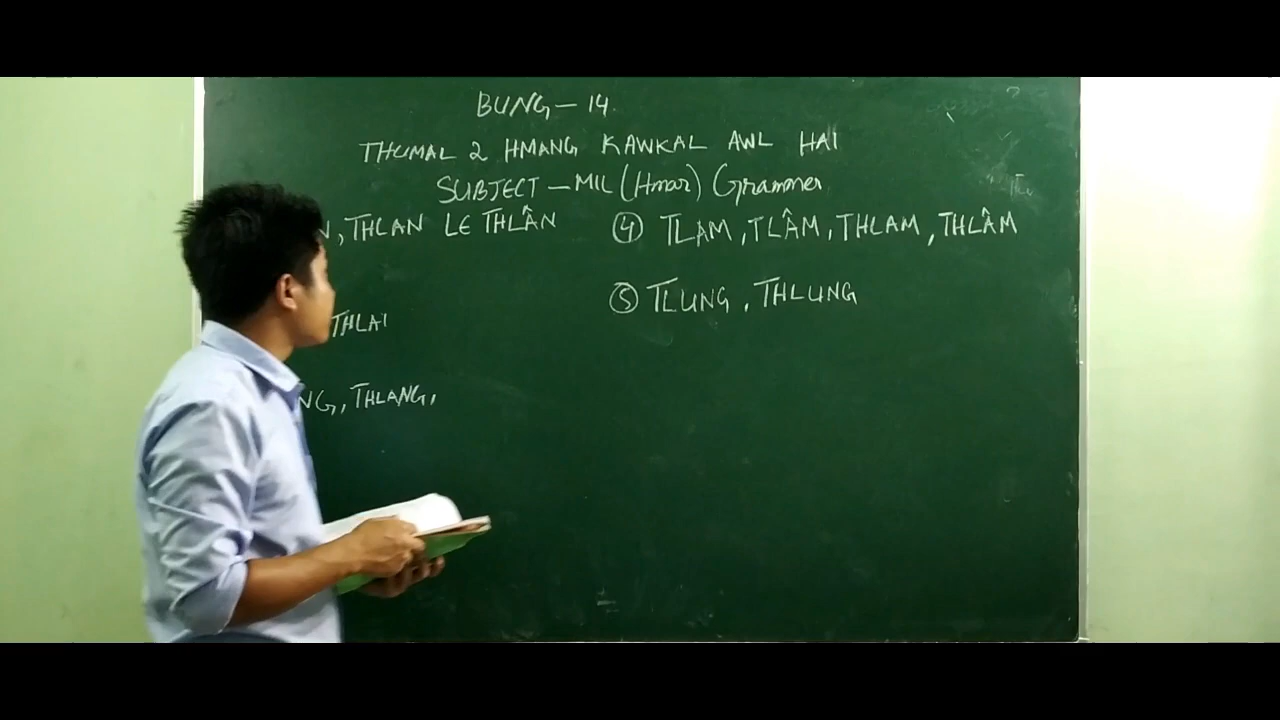 BUNG – 14.
THUMAL 2 HMANG KAWKAL AWL HAI
SUBJECT – MIL (Hmar) Grammer
N, THLAN LE THLÂN
THLAI
NG, THLANG,
④ TLAM, TLÂM, THLAM, THLÂM
⑤ TLUNG, THLUNG